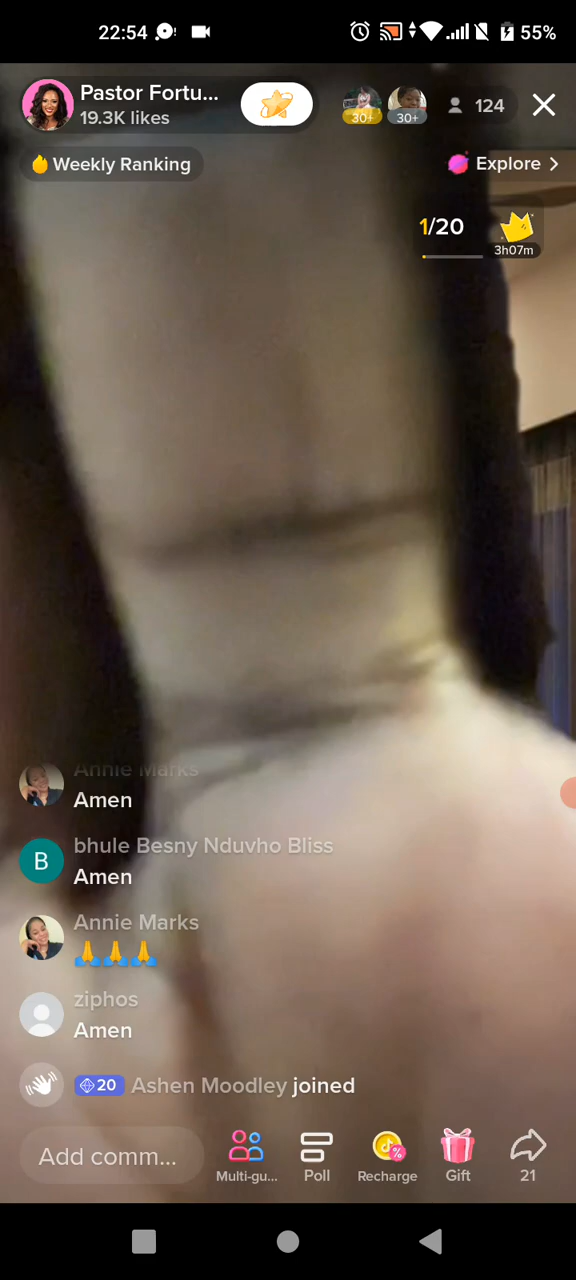 22:54
55%
Pastor Fortu...
19.3K likes
30+
30+
124
Weekly Ranking
Explore >
1/20
3h07m
Annie Marks
Amen
B
bhule Besny Nduvho Bliss
Amen
Annie Marks
🙏🙏🙏
ziphos
Amen
20 Ashen Moodley joined
Add comm...
Multi-gu...
Poll
Recharge
Gift
21